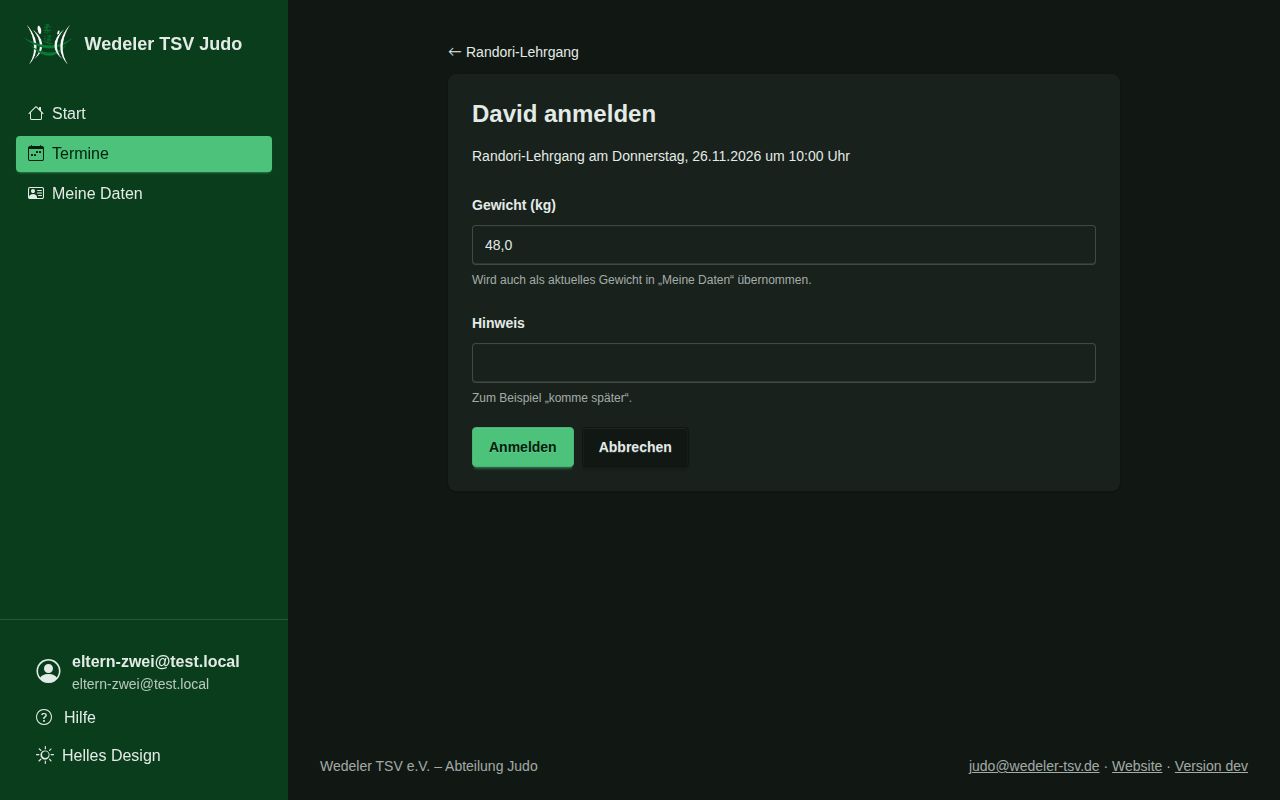 Wedeler TSV Judo
Start
Termine
Meine Daten
eltern-zwei@test.local
eltern-zwei@test.local
Hilfe
Helles Design
← Randori-Lehrgang
David anmelden
Randori-Lehrgang am Donnerstag, 26.11.2026 um 10:00 Uhr
Gewicht (kg)
48,0
Wird auch als aktuelles Gewicht in „Meine Daten“ übernommen.
Hinweis
Zum Beispiel „komme später“.
Anmelden Abbrechen
Wedeler TSV e.V. – Abteilung Judo
judo@wedeler-tsv.de · Website · Version dev